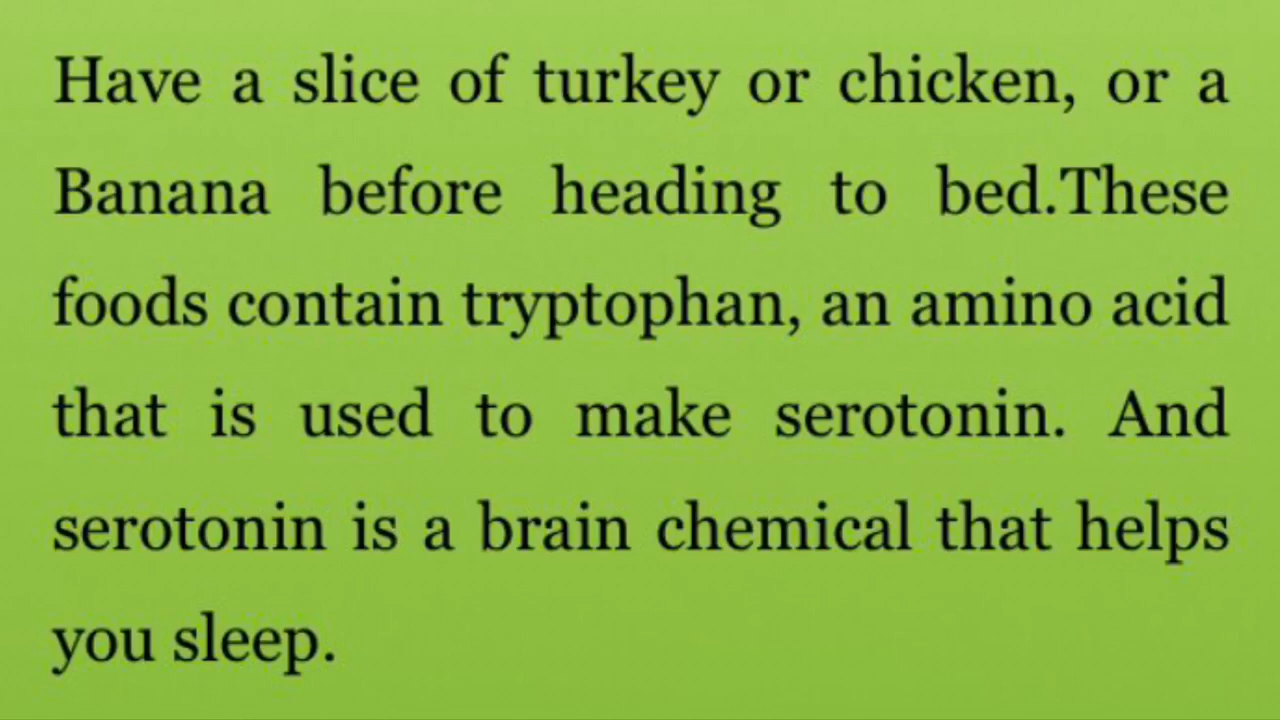 Have a slice of turkey or chicken, or a
Banana before heading to bed.These
foods contain tryptophan, an amino acid
that is used to make serotonin. And
serotonin is a brain chemical that helps
you sleep.